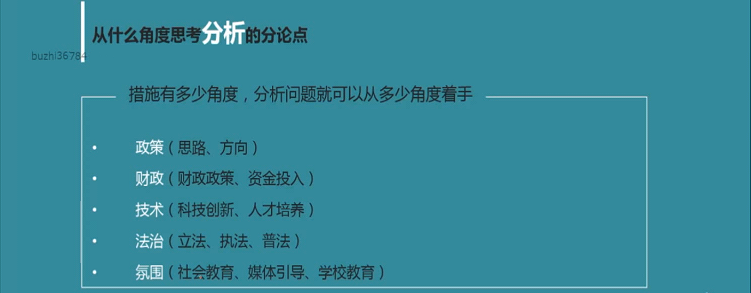 从什么角度思考分析的分论点
buzhi36784
措施有多少角度，分析问题就可以从多少角度着手
• 政策（思路、方向）
• 财政（财政政策、资金投入）
• 技术（科技创新、人才培养）
• 法治（立法、执法、普法）
• 氛围（社会教育、媒体引导、学校教育）